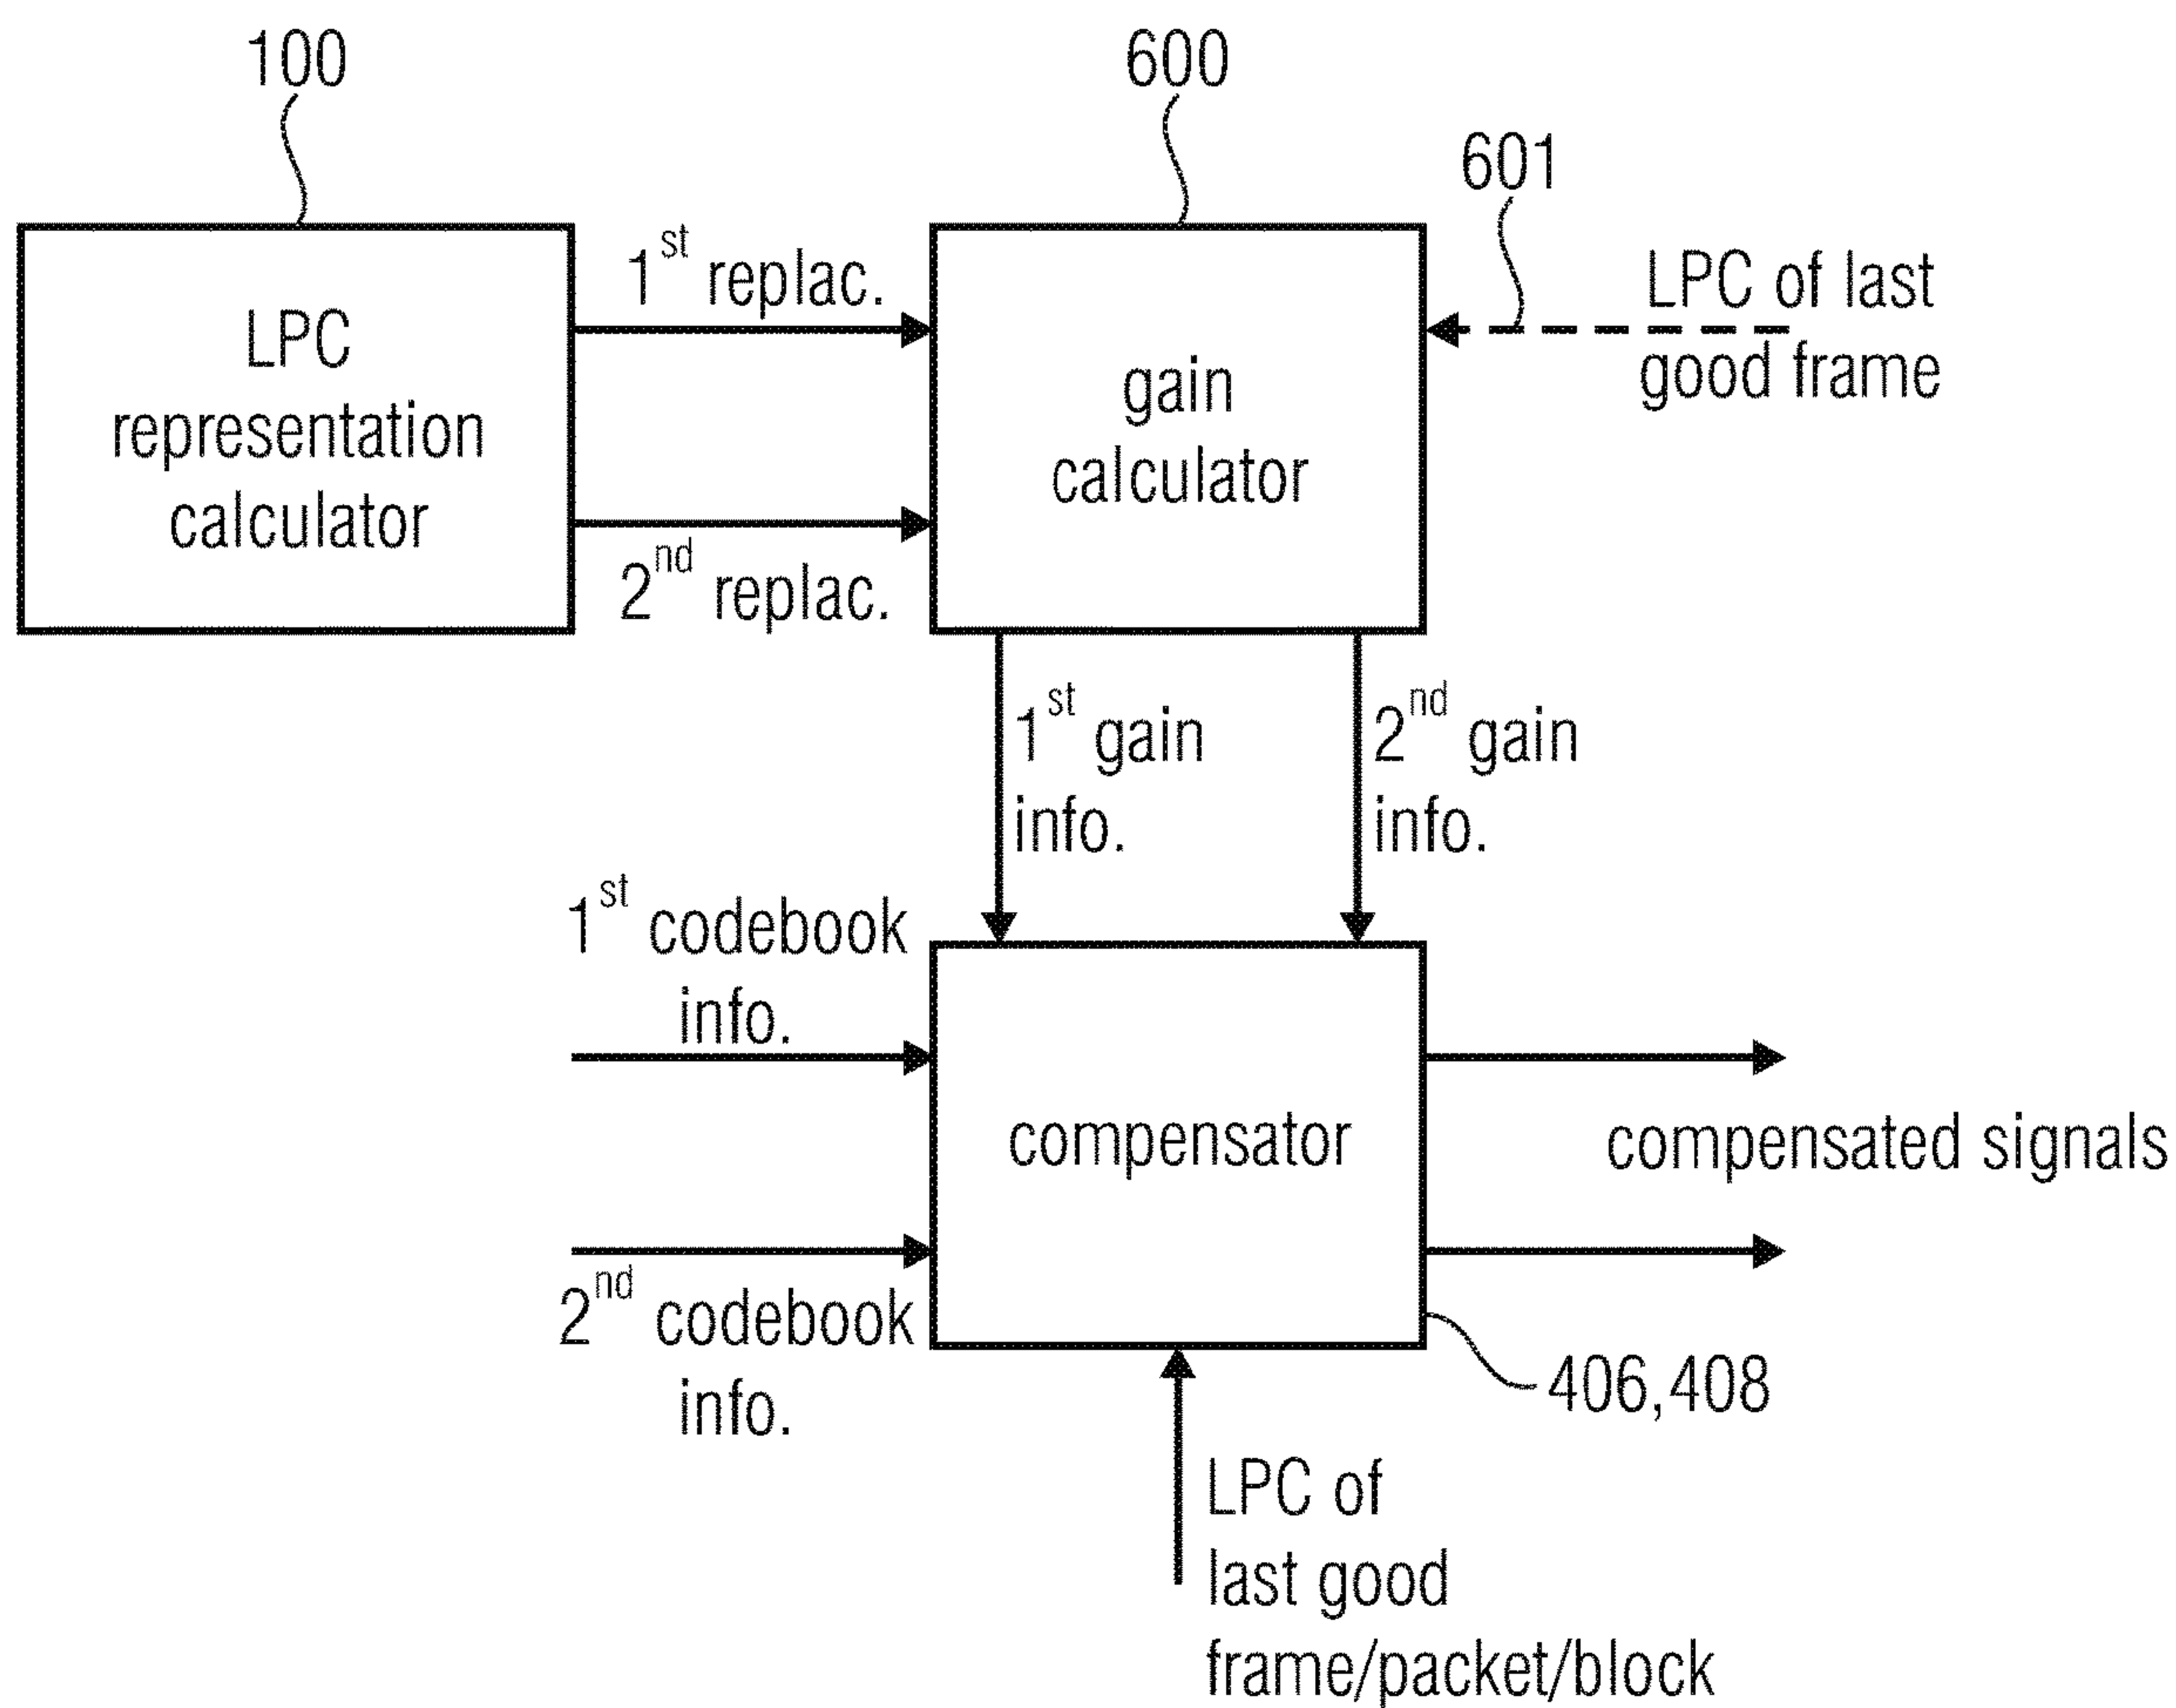 100
600
601
1st replac.
LPC of last
good frame
LPC
representation
calculator
gain
calculator
2nd replac.
1st gain
info.
2nd gain
info.
1st codebook
info.
compensator
compensated signals
2nd codebook
info.
406,408
LPC of
last good
frame/packet/block